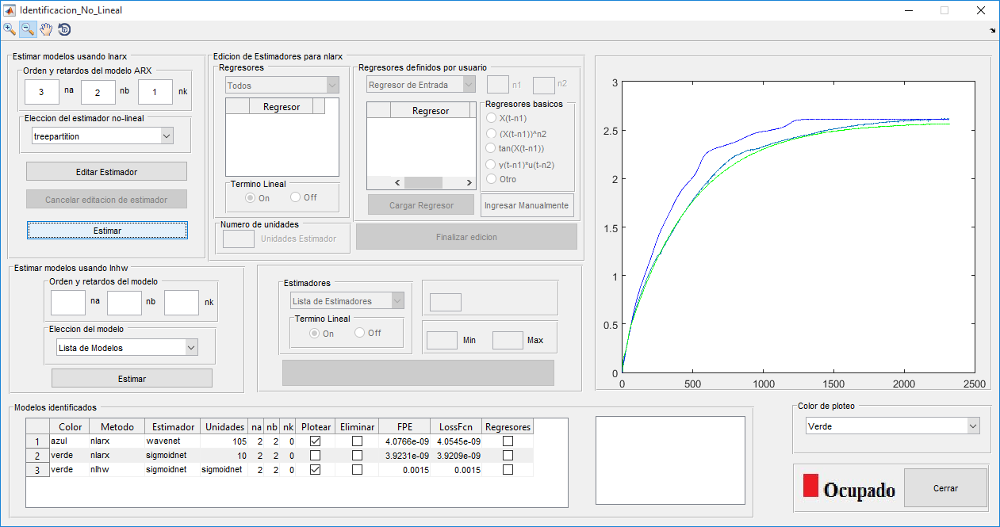 Identificacion_No_Lineal
Estimar modelos usando lnarx
Orden y retardos del modelo ARX
3 na 2 nb 1 nk
Eleccion del estimador no-lineal
treepartition
Editar Estimador
Cancelar editacion de estimador
Estimar
Edicion de Estimadores para nlarx
Regresores
Todos
Regresor
Termino Lineal
On Off
Numero de unidades
Unidades Estimador
Regresores definidos por usuario
Regresor de Entrada n1 n2
Regresor
Regresores basicos
X(t-n1)
(X(t-n1))^n2
tan(X(t-n1))
y(t-n1)*u(t-n2)
Otro
Cargar Regresor
Ingresar Manualmente
Finalizar edicion
3
2.5
2
1.5
1
0.5
0
0 500 1000 1500 2000 2500
Estimar modelos usando lnhw
Orden y retardos del modelo
na nb nk
Eleccion del modelo
Lista de Modelos
Estimar
Estimadores
Lista de Estimadores
Termino Lineal
On Off
Min Max
Modelos identificados
Color Metodo Estimador Unidades na nb nk Plotear Eliminar FPE LossFcn Regresores
1 azul nlarx wavenet 105 2 2 0 4.0766e-09 4.0545e-09
2 verde nlarx sigmoidnet 10 2 2 0 3.9231e-09 3.9209e-09
3 verde nlhw sigmoidnet sigmoidnet 2 2 0 0.0015 0.0015
Color de ploteo
Verde
Ocupado
Cerrar